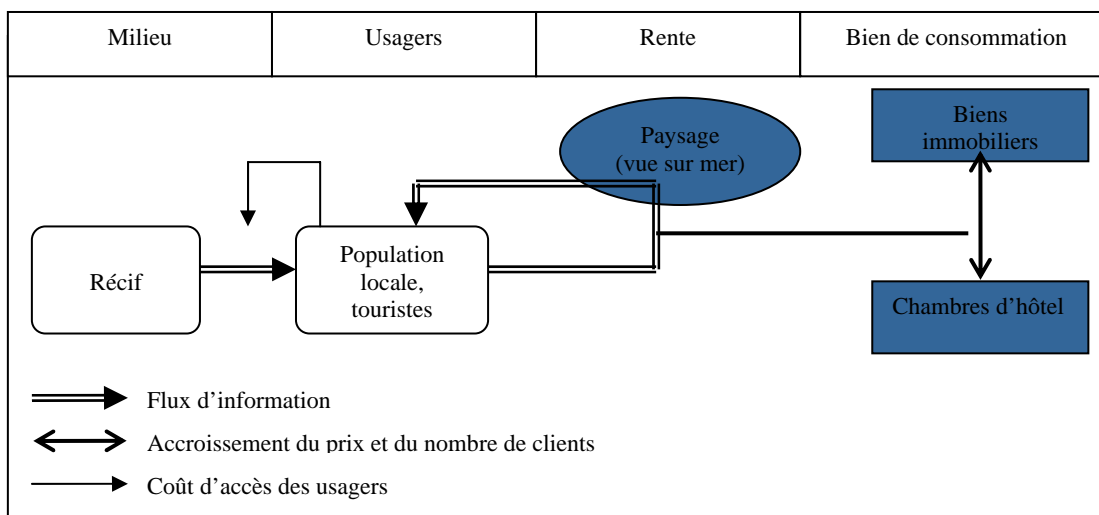 Milieu
Usagers
Rente
Bien de consommation
Paysage
(vue sur mer)
Biens
immobiliers
Récif
Population
locale,
touristes
Chambres d’hôtel
Flux d’information
Accroissement du prix et du nombre de clients
Coût d’accès des usagers